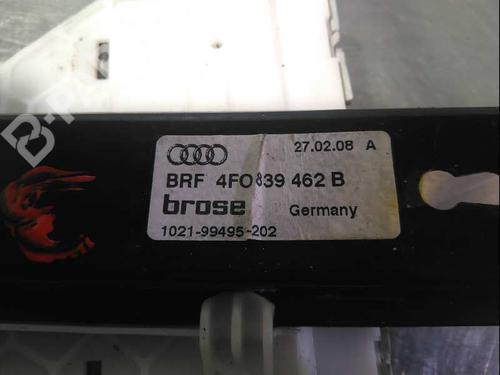 27.02.08 A
BRF 4F0 839 462 B
brose Germany
1021-99495-202